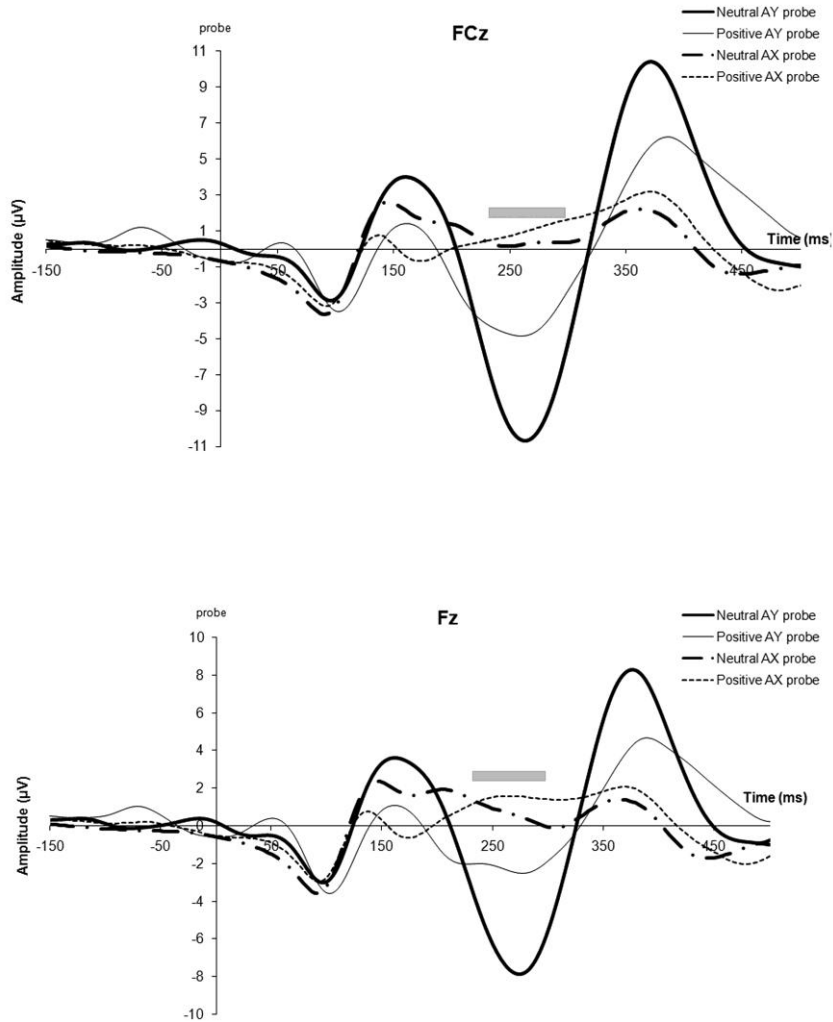 probe
FCz
Neutral AY probe
Positive AY probe
Neutral AX probe
Positive AX probe
11
9
7
5
3
1
-1
-3
-5
-7
-9
-11
Amplitude (µV)
-150
-50
50
150
250
350
450
Time (ms)
probe
Fz
Neutral AY probe
Positive AY probe
Neutral AX probe
Positive AX probe
10
8
6
4
2
0
-2
-4
-6
-8
-10
Amplitude (µV)
-150
-50
50
150
250
350
450
Time (ms)